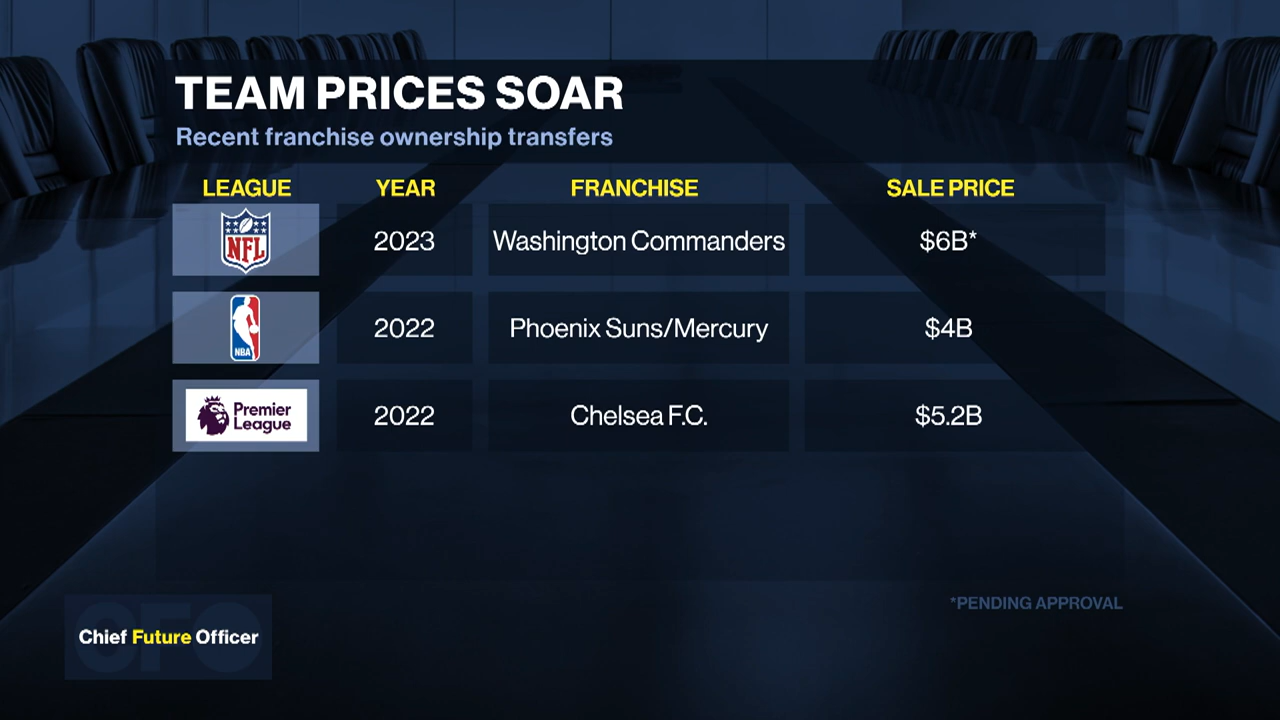 TEAM PRICES SOAR
Recent franchise ownership transfers
LEAGUE YEAR FRANCHISE SALE PRICE
NFL 2023 Washington Commanders $6B*
NBA 2022 Phoenix Suns/Mercury $4B
Premier League 2022 Chelsea F.C. $5.2B
*PENDING APPROVAL
CFO
Chief Future Officer